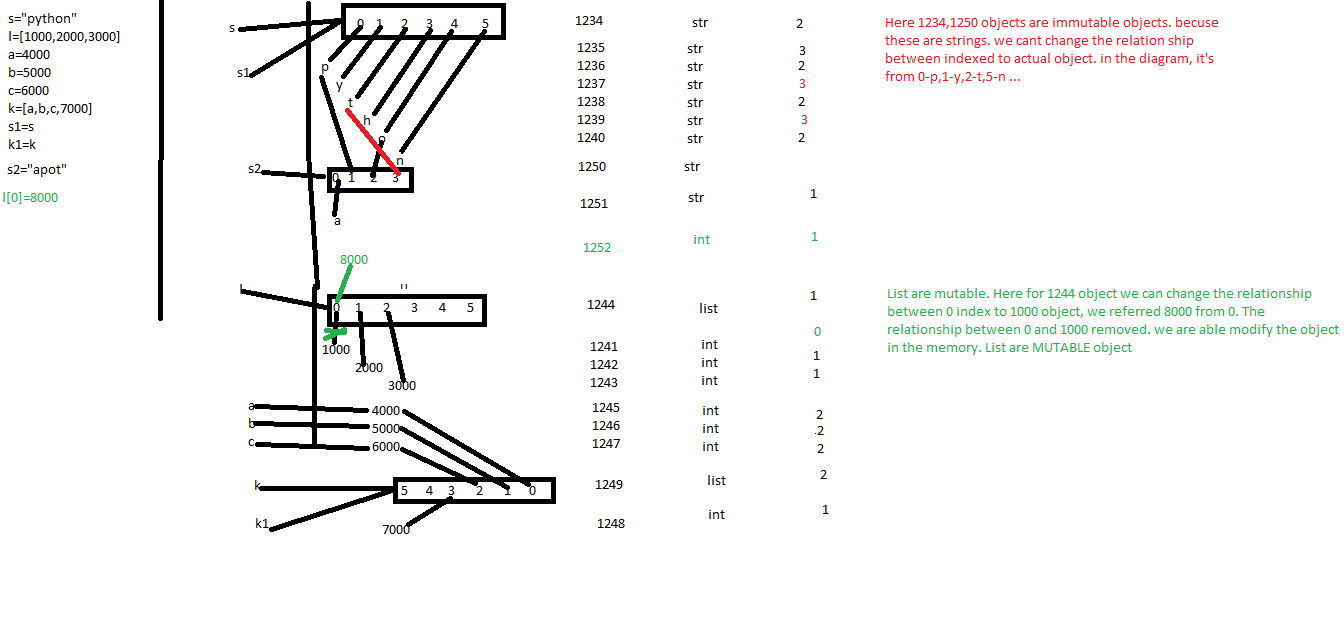 s="python"
l=[1000,2000,3000]
a=4000
b=5000
c=6000
k=[a,b,c,7000]
s1=s
k1=k
s2="apot"
l[0]=8000
s
0 1 2 3 4 5
s1
p
y
t
h
o
n
s2
0 1 2 3
a
8000
l
0 1 2 3 4 5
1000
2000
3000
a 4000
b 5000
c 6000
k
5 4 3 2 1 0
k1
7000
1234 str 2
1235 str 3
1236 str 2
1237 str 3
1238 str 2
1239 str 3
1240 str 2
1250 str
1251 str 1
1252 int 1
1244 list 1
0
1241 int
1242 int 1
1243 int 1
1245 int 2
1246 int 2
1247 int 2
1249 list 2
1248 int 1
Here 1234,1250 objects are immutable objects. becuse
these are strings. we cant change the relation ship
between indexed to actual object. in the diagram, it's
from 0-p,1-y,2-t,5-n ...
List are mutable. Here for 1244 object we can change the relationship
between 0 index to 1000 object, we referred 8000 from 0. The
relationship between 0 and 1000 removed. we are able modify the object
in the memory. List are MUTABLE object